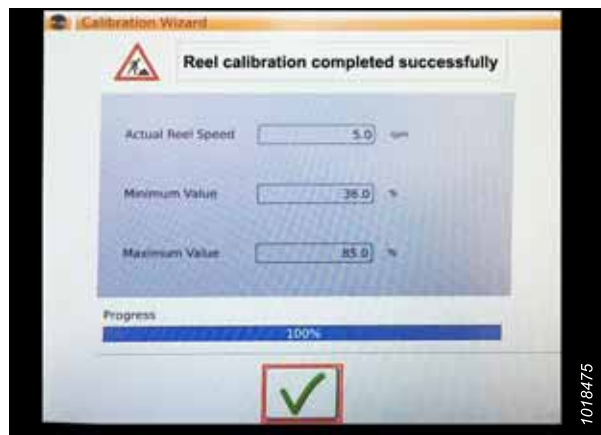 Calibration Wizard
Reel calibration completed successfully
Actual Reel Speed 5.0 rpm
Minimum Value 36.0 %
Maximum Value 85.0 %
Progress
100%
1018475